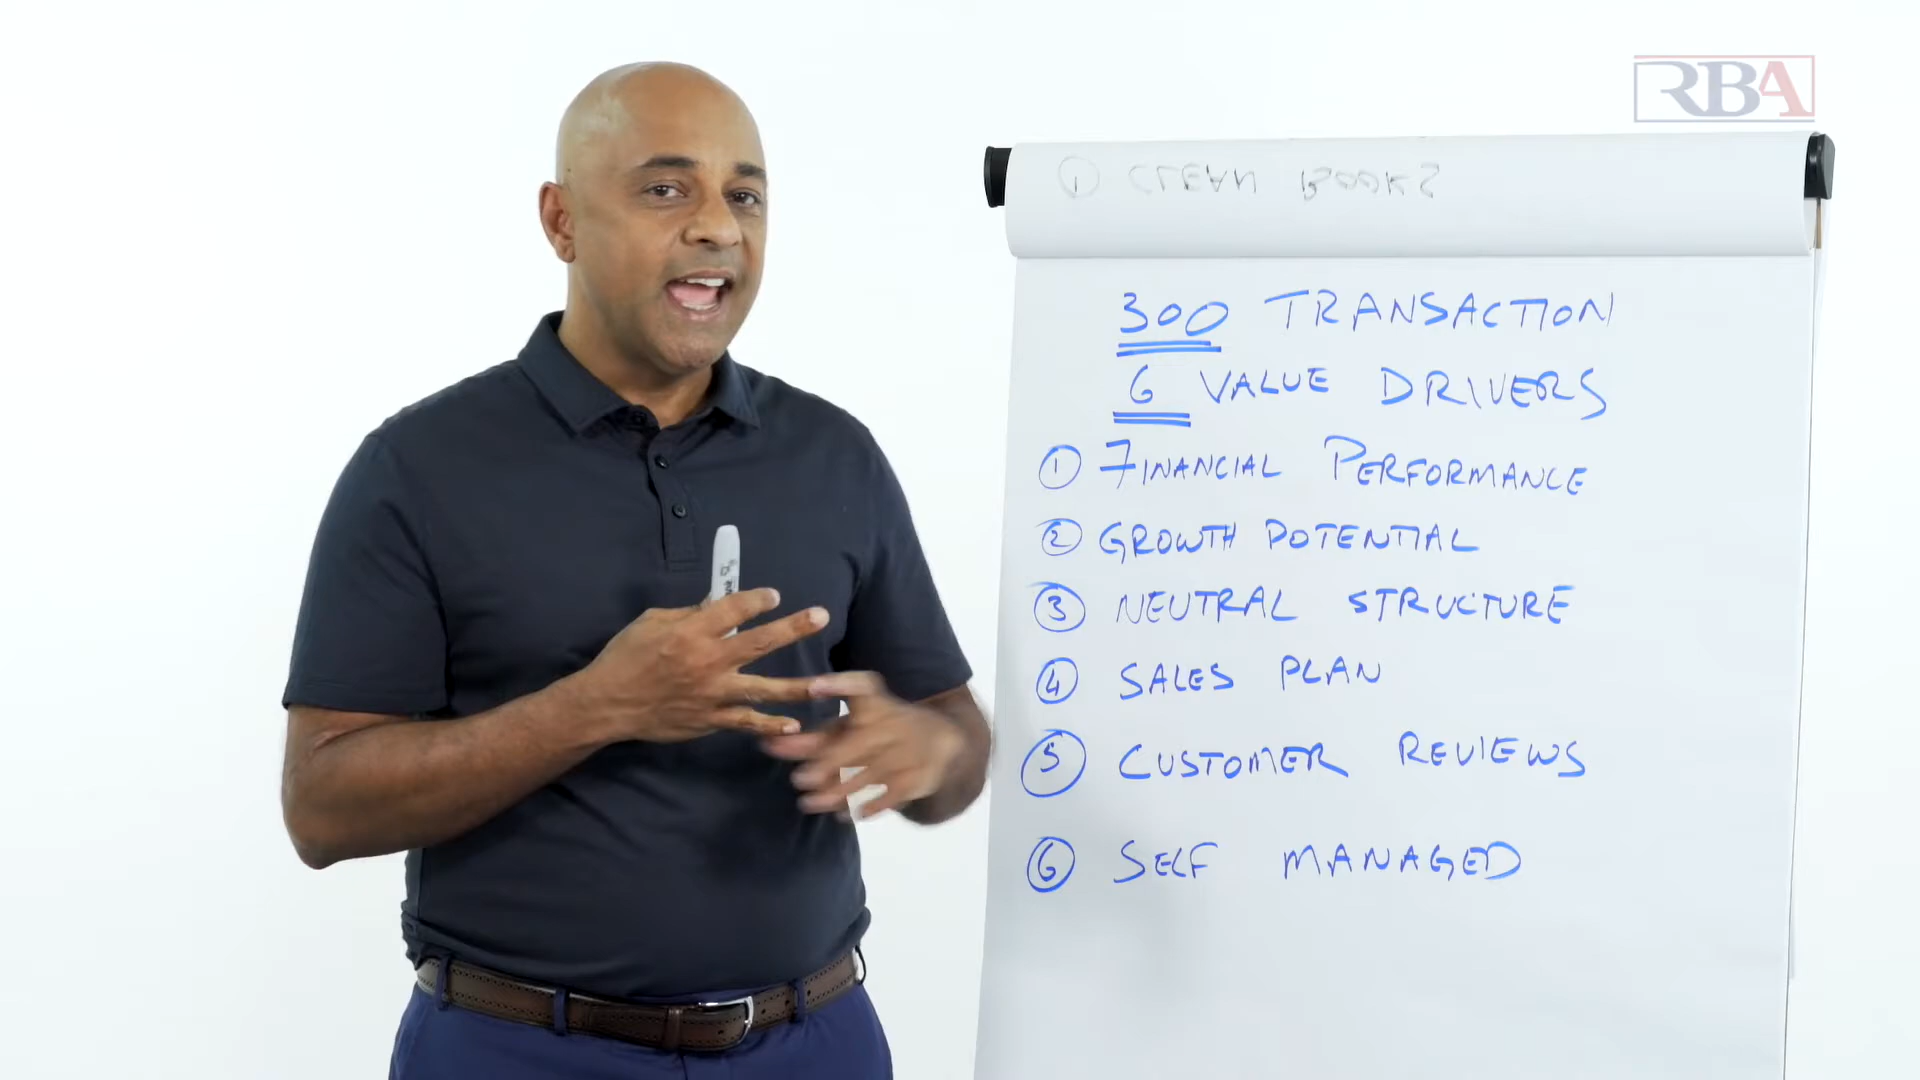 RBA
① CLEAN BOOKS
300 TRANSACTION
6 VALUE DRIVERS
① FINANCIAL PERFORMANCE
② GROWTH POTENTIAL
③ NEUTRAL STRUCTURE
④ SALES PLAN
⑤ CUSTOMER REVIEWS
⑥ SELF MANAGED